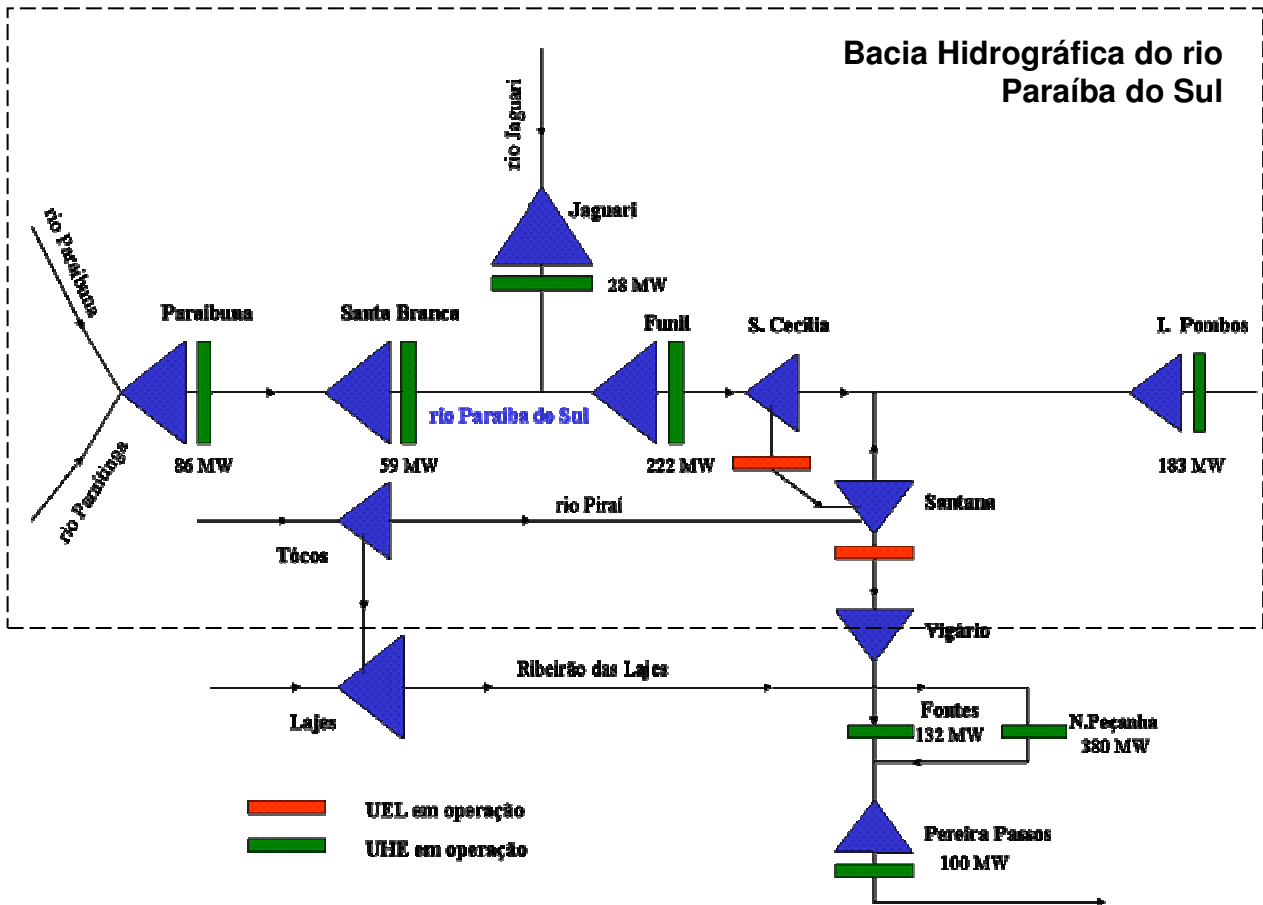 Bacia Hidrográfica do rio
Paraíba do Sul
rio Jaguari
Jaguari
28 MW
rio Paraibuna
rio Paraitinga
Paraibuna
86 MW
Santa Branca
59 MW
rio Paraíba do Sul
Funil
222 MW
S. Cecília
I. Pombos
183 MW
Santana
rio Piraí
Tócos
Vigário
Ribeirão das Lajes
Lajes
Fontes
132 MW
N.Peçanha
380 MW
UEL em operação
UHE em operação
Pereira Passos
100 MW